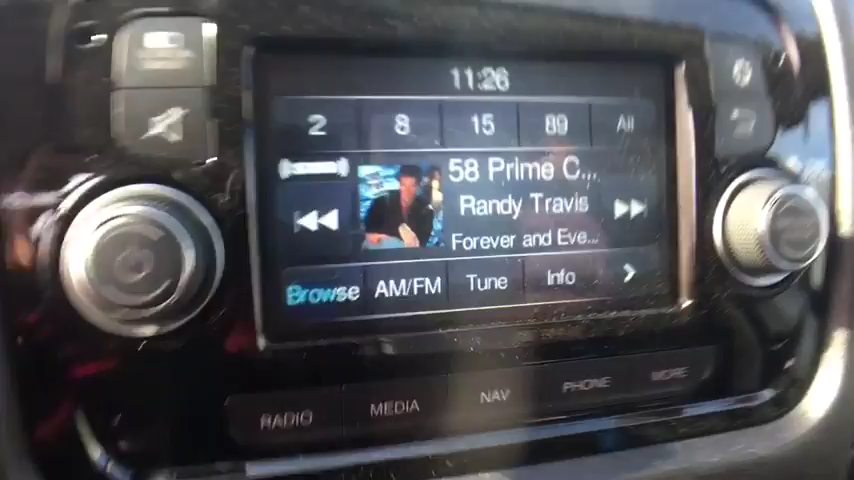 11:26
2 8 15 89 All
58 Prime C...
Randy Travis
Forever and Eve...
Browse AM/FM Tune Info >
RADIO MEDIA NAV PHONE MORE